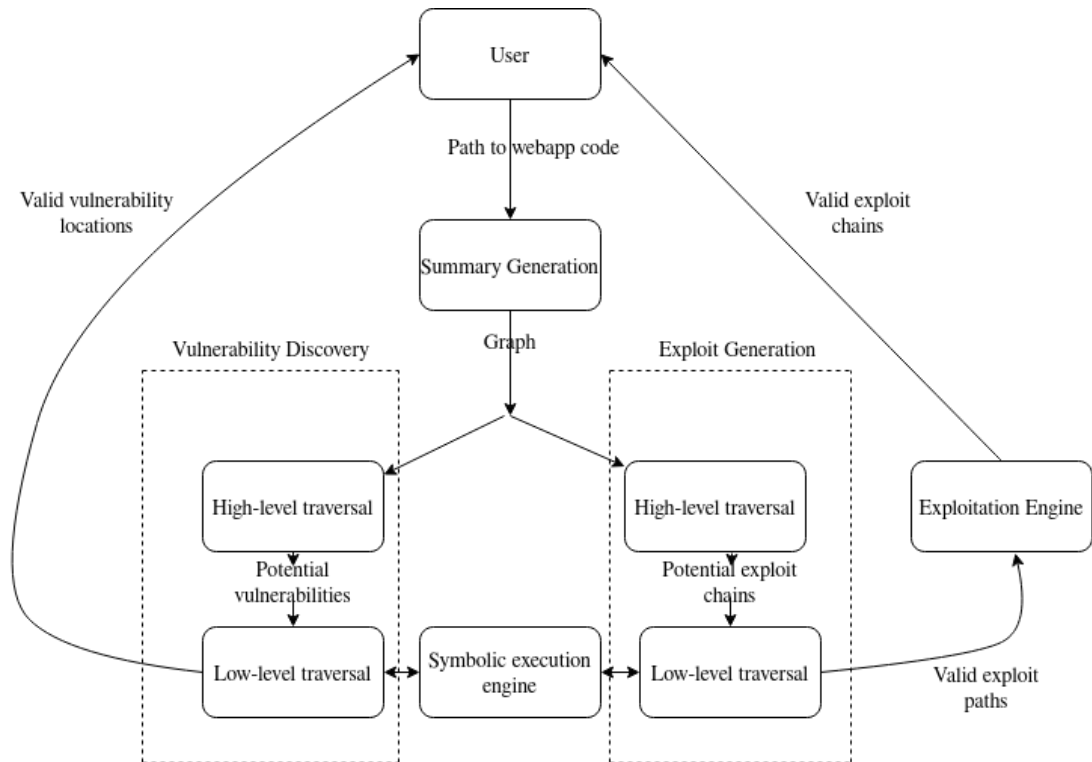 User
Path to webapp code
Valid vulnerability
locations
Valid exploit
chains
Summary Generation
Graph
Vulnerability Discovery
Exploit Generation
High-level traversal
High-level traversal
Exploitation Engine
Potential
vulnerabilities
Potential exploit
chains
Low-level traversal
Symbolic execution
engine
Low-level traversal
Valid exploit
paths